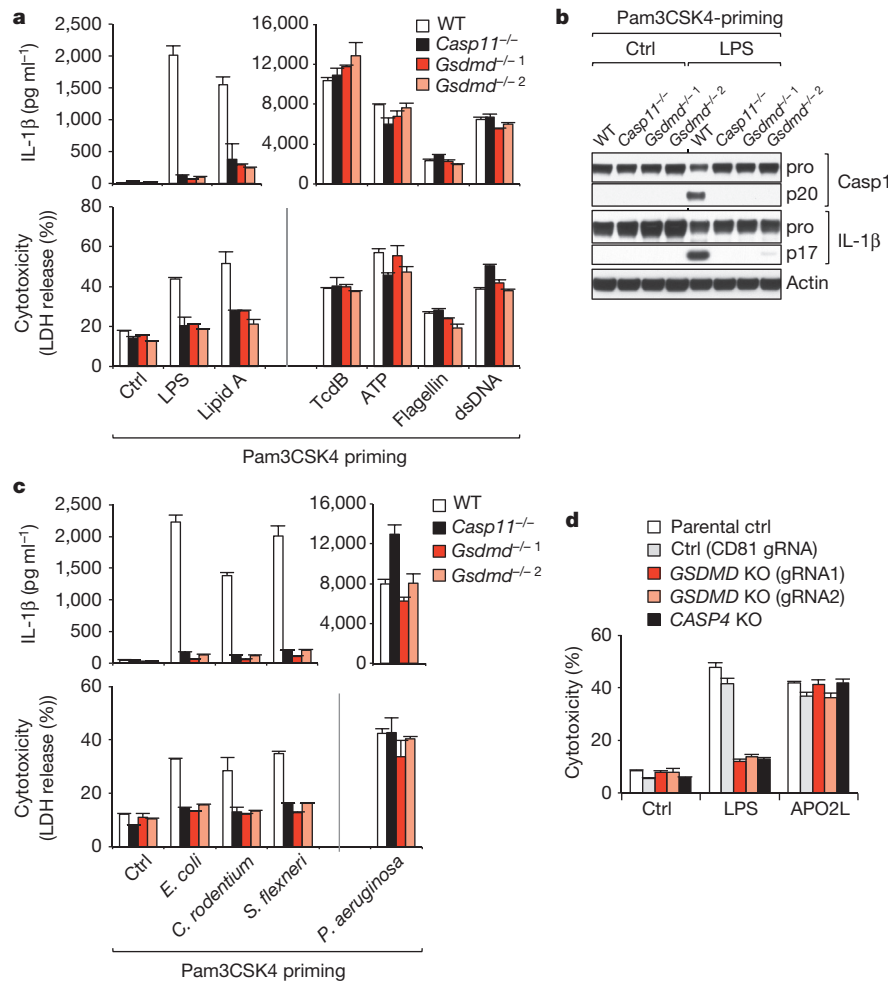 a
IL-1β (pg ml⁻¹)
2,500
2,000
1,500
1,000
500
0
16,000
12,000
8,000
4,000
0
WT
Casp11⁻/⁻
Gsdmd⁻/⁻ ¹
Gsdmd⁻/⁻ ²
Cytotoxicity
(LDH release (%))
80
60
40
20
0
Ctrl
LPS
Lipid A
TcdB
ATP
Flagellin
dsDNA
Pam3CSK4 priming
b
Pam3CSK4-priming
Ctrl LPS
WT
Casp11⁻/⁻
Gsdmd⁻/⁻ ¹
Gsdmd⁻/⁻ ²
WT
Casp11⁻/⁻
Gsdmd⁻/⁻ ¹
Gsdmd⁻/⁻ ²
pro
p20
Casp1
pro
p17
IL-1β
Actin
c
IL-1β (pg ml⁻¹)
2,500
2,000
1,500
1,000
500
0
16,000
12,000
8,000
4,000
0
WT
Casp11⁻/⁻
Gsdmd⁻/⁻ ¹
Gsdmd⁻/⁻ ²
Cytotoxicity
(LDH release (%))
60
40
20
0
Ctrl
E. coli
C. rodentium
S. flexneri
P. aeruginosa
Pam3CSK4 priming
d
Parental ctrl
Ctrl (CD81 gRNA)
GSDMD KO (gRNA1)
GSDMD KO (gRNA2)
CASP4 KO
Cytotoxicity (%)
60
40
20
0
Ctrl
LPS
APO2L